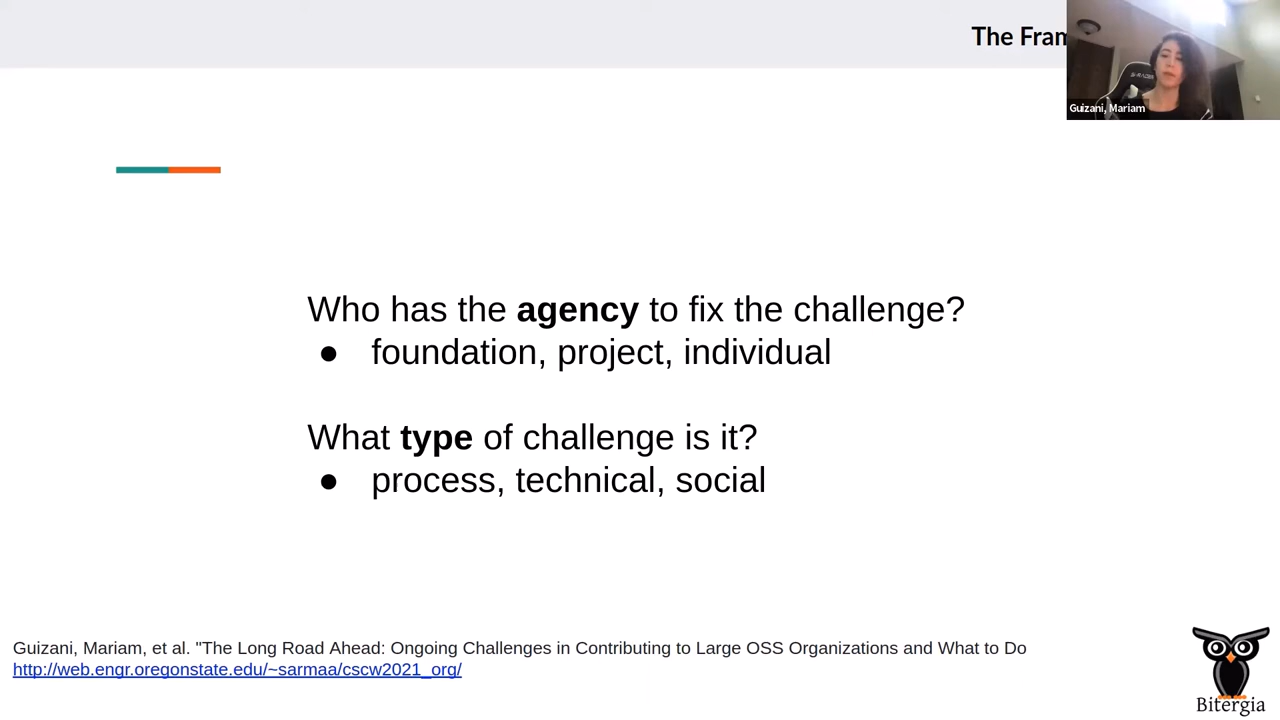 The Fram
Guizani, Mariam
Who has the agency to fix the challenge?
● foundation, project, individual
What type of challenge is it?
● process, technical, social
Guizani, Mariam, et al. "The Long Road Ahead: Ongoing Challenges in Contributing to Large OSS Organizations and What to Do
http://web.engr.oregonstate.edu/~sarmaa/cscw2021_org/
Bitergia